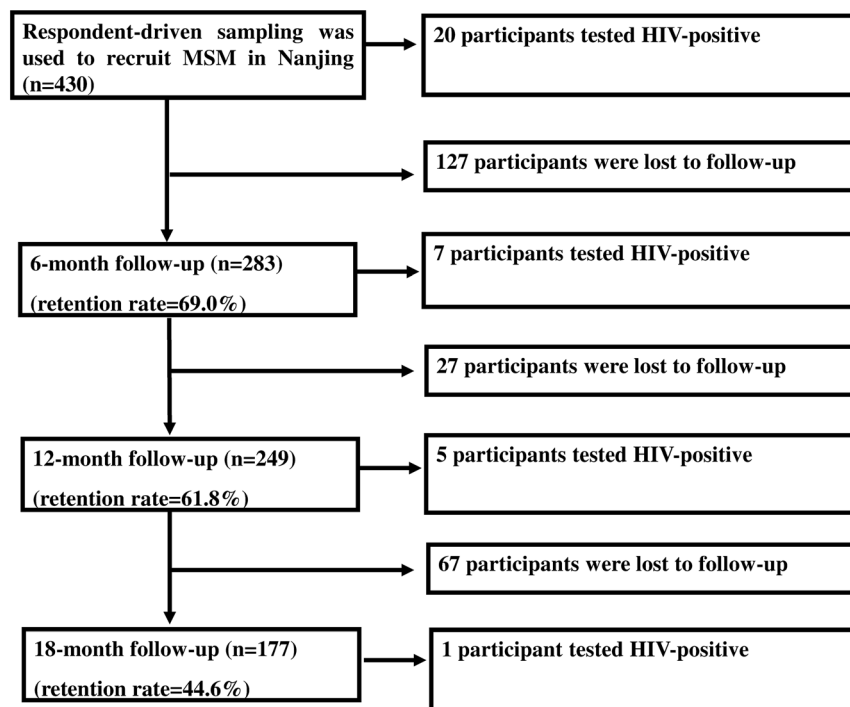 Respondent-driven sampling was
used to recruit MSM in Nanjing
(n=430)
20 participants tested HIV-positive
127 participants were lost to follow-up
6-month follow-up (n=283)
(retention rate=69.0%)
7 participants tested HIV-positive
27 participants were lost to follow-up
12-month follow-up (n=249)
(retention rate=61.8%)
5 participants tested HIV-positive
67 participants were lost to follow-up
18-month follow-up (n=177)
(retention rate=44.6%)
1 participant tested HIV-positive